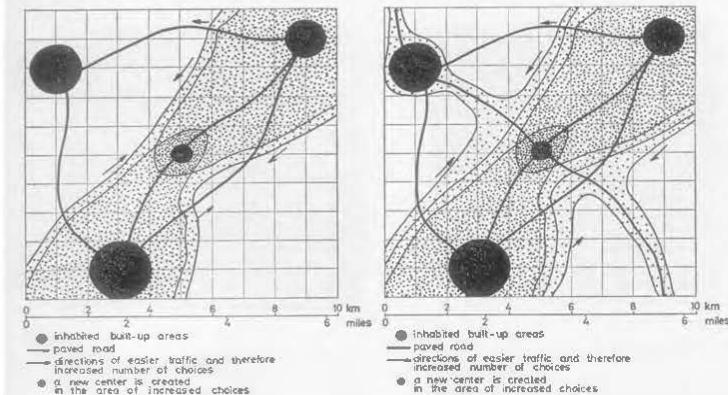 0 2 4 6 8 10 km
0 2 4 6 miles
inhabited built-up areas
paved road
directions of easier traffic and therefore
increased number of choices
a new center is created
in the area of increased choices
0 2 4 6 8 10 km
0 2 4 6 miles
inhabited built-up areas
paved road
directions of easier traffic and therefore
increased number of choices
a new center is created
in the area of increased choices